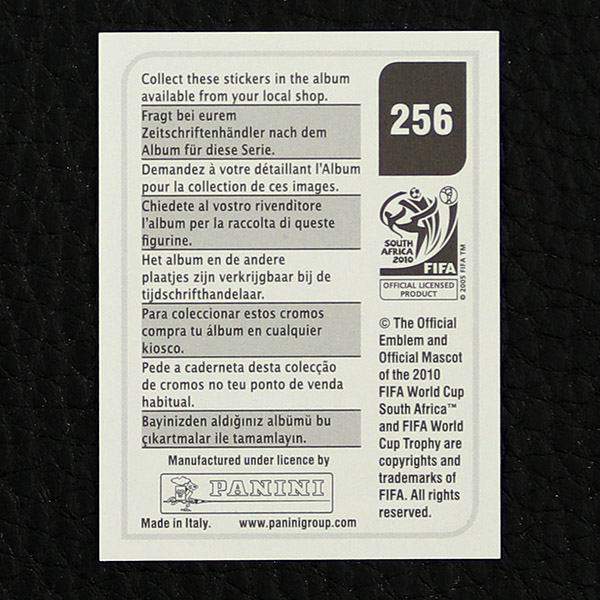 Collect these stickers in the album
available from your local shop.
Fragt bei eurem
Zeitschriftenhändler nach dem
Album für diese Serie.
Demandez à votre détaillant l'Album
pour la collection de ces images.
Chiedete al vostro rivenditore
l'album per la raccolta di queste
figurine.
Het album en de andere
plaatjes zijn verkrijgbaar bij de
tijdschrifthandelaar.
Para coleccionar estos cromos
compra tu álbum en cualquier
kiosco.
Pede a caderneta desta colecção
de cromos no teu ponto de venda
habitual.
Bayinizden aldığınız albümü bu
çıkartmalar ile tamamlayın.
Manufactured under licence by
PANINI
Made in Italy. www.paninigroup.com
256
SOUTH
AFRICA
2010
FIFA
© 2005 FIFA TM
OFFICIAL LICENSED
PRODUCT
© The Official
Emblem and
Official Mascot
of the 2010
FIFA World Cup
South Africa™
and FIFA World
Cup Trophy are
copyrights and
trademarks of
FIFA. All rights
reserved.